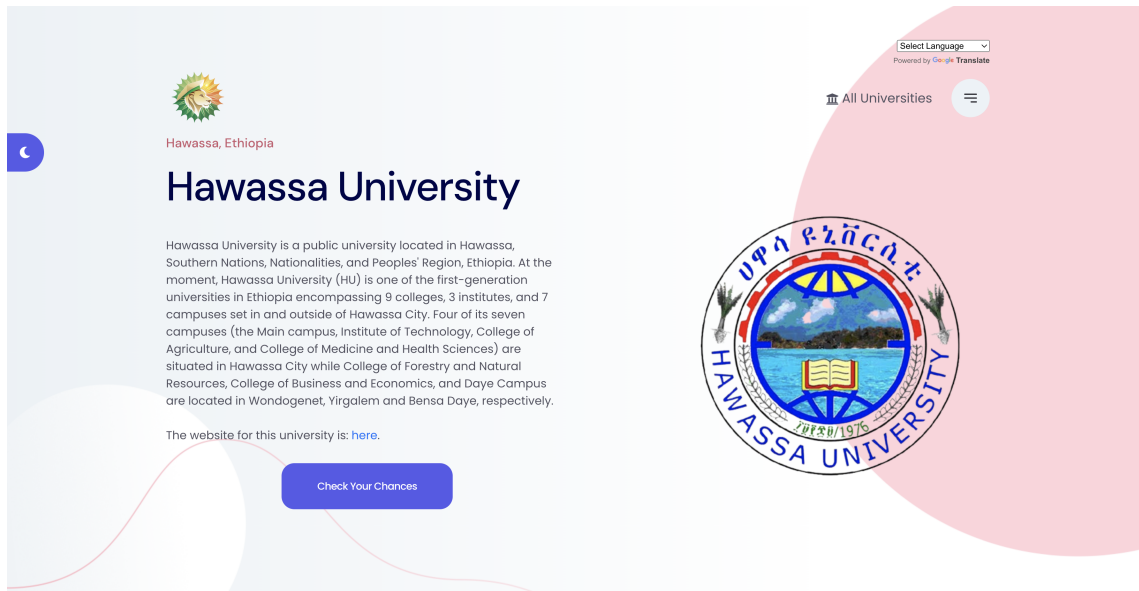 Select Language
Powered by Google Translate
All Universities
Hawassa, Ethiopia
Hawassa University
Hawassa University is a public university located in Hawassa,
Southern Nations, Nationalities, and Peoples' Region, Ethiopia. At the
moment, Hawassa University (HU) is one of the first-generation
universities in Ethiopia encompassing 9 colleges, 3 institutes, and 7
campuses set in and outside of Hawassa City. Four of its seven
campuses (the Main campus, Institute of Technology, College of
Agriculture, and College of Medicine and Health Sciences) are
situated in Hawassa City while College of Forestry and Natural
Resources, College of Business and Economics, and Daye Campus
are located in Wondogenet, Yirgalem and Bensa Daye, respectively.
The website for this university is: here.
Check Your Chances
ሀዋሳ ዩኒቨርሲቲ
/1976
HAWASSA UNIVERSITY